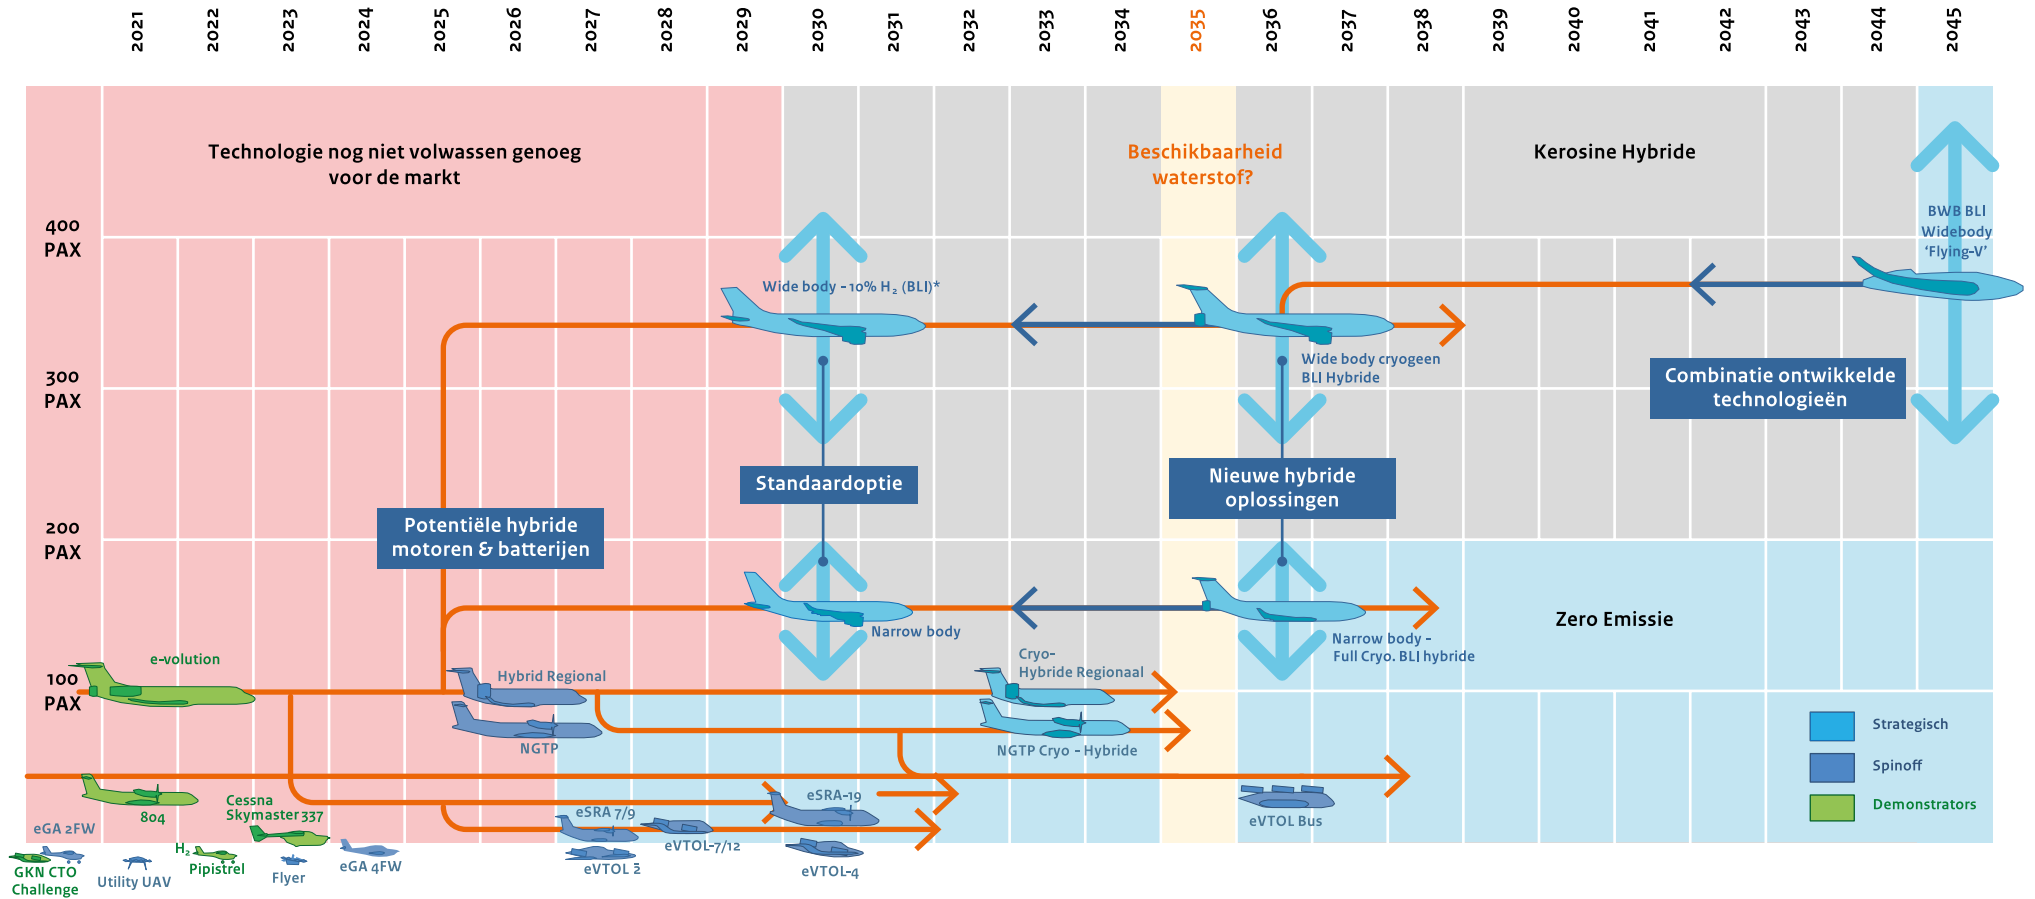 2021
2022
2023
2024
2025
2026
2027
2028
2029
2030
2031
2032
2033
2034
2035
2036
2037
2038
2039
2040
2041
2042
2043
2044
2045
Technologie nog niet volwassen genoeg
voor de markt
Beschikbaarheid
waterstof?
Kerosine Hybride
400
PAX
BWB BLI
Widebody
‘Flying-V’
Wide body - 10% H₂ (BLI)*
Wide body cryogeen
BLI Hybride
300
PAX
Combinatie ontwikkelde
technologieën
Standaardoptie
Nieuwe hybride
oplossingen
200
PAX
Potentiële hybride
motoren & batterijen
Zero Emissie
Narrow body
Narrow body -
Full Cryo. BLI hybride
e-volution
100
PAX
Hybrid Regional
Cryo-
Hybride Regionaal
NGTP
NGTP Cryo - Hybride
Strategisch
Spinoff
Demonstrators
804
Cessna
Skymaster 337
eSRA 7/9
eSRA-19
eVTOL Bus
eGA 2FW
GKN CTO
Challenge
Utility UAV
H₂
Pipistrel
Flyer
eGA 4FW
eVTOL 2
eVTOL-7/12
eVTOL-4